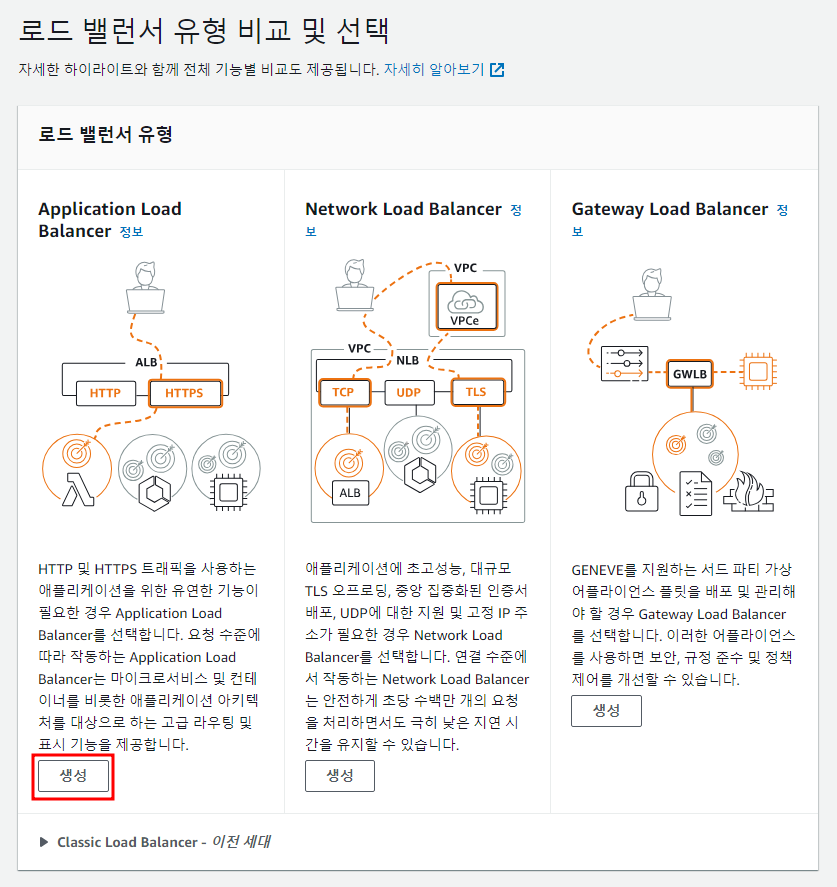 로드 밸런서 유형 비교 및 선택
자세한 하이라이트와 함께 전체 기능별 비교도 제공됩니다. 자세히 알아보기
로드 밸런서 유형
Application Load
Balancer 정보
ALB
HTTP
HTTPS
HTTP 및 HTTPS 트래픽을 사용하는
애플리케이션을 위한 유연한 기능이
필요한 경우 Application Load
Balancer를 선택합니다. 요청 수준에
따라 작동하는 Application Load
Balancer는 마이크로서비스 및 컨테
이너를 비롯한 애플리케이션 아키텍
처를 대상으로 하는 고급 라우팅 및
표시 기능을 제공합니다.
생성
Network Load Balancer 정
보
VPC
VPCe
VPC
NLB
TCP
UDP
TLS
ALB
애플리케이션에 초고성능, 대규모
TLS 오프로딩, 중앙 집중화된 인증서
배포, UDP에 대한 지원 및 고정 IP 주
소가 필요한 경우 Network Load
Balancer를 선택합니다. 연결 수준에
서 작동하는 Network Load Balancer
는 안전하게 초당 수백만 개의 요청
을 처리하면서도 극히 낮은 지연 시
간을 유지할 수 있습니다.
생성
Gateway Load Balancer 정
보
GWLB
GENEVE를 지원하는 서드 파티 가상
어플라이언스 플릿을 배포 및 관리해
야 할 경우 Gateway Load Balancer
를 선택합니다. 이러한 어플라이언스
를 사용하면 보안, 규정 준수 및 정책
제어를 개선할 수 있습니다.
생성
Classic Load Balancer - 이전 세대